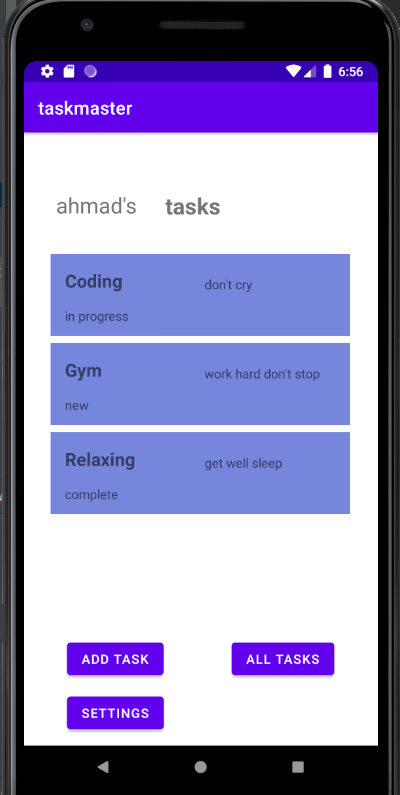 6:56
taskmaster
ahmad's tasks
Coding don't cry
in progress
Gym work hard don't stop
new
Relaxing get well sleep
complete
ADD TASK ALL TASKS
SETTINGS